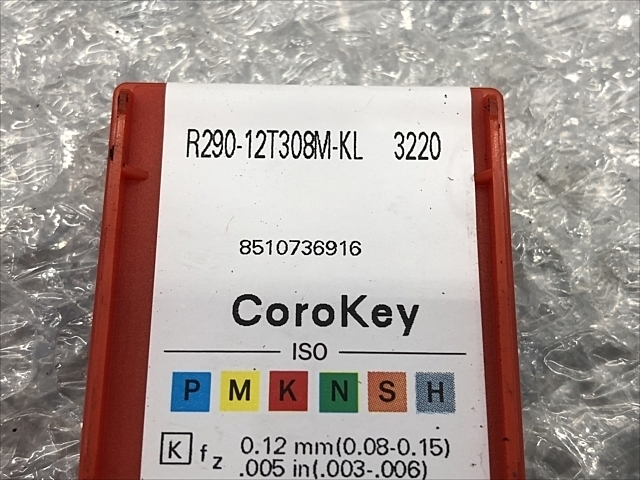 R290-12T308M-KL 3220
8510736916
CoroKey
ISO
P M K N S H
K fz 0.12 mm(0.08-0.15)
.005 in(.003-.006)